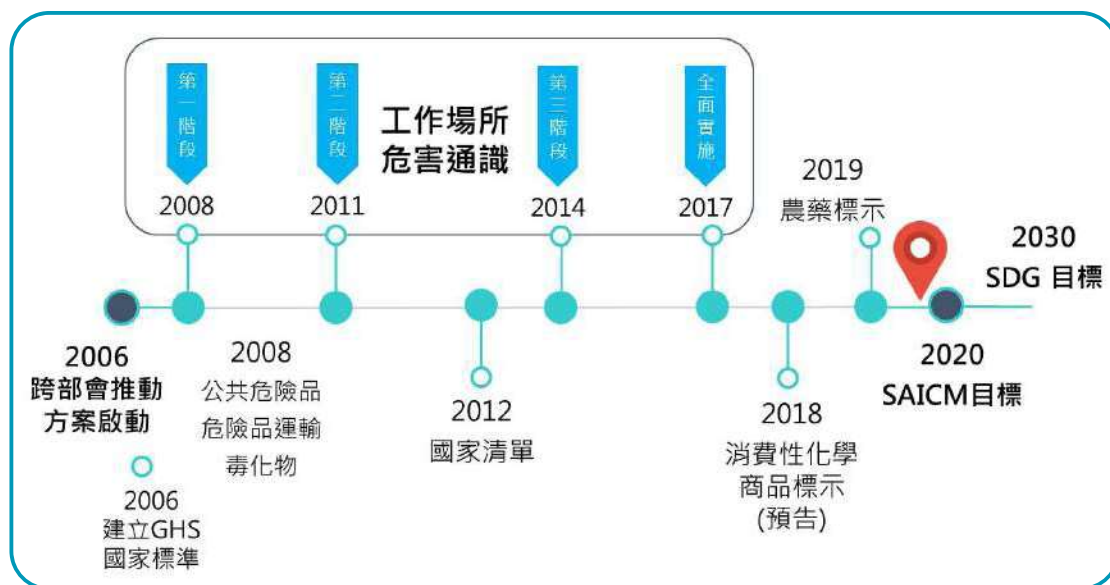 第一階段
第二階段
第三階段
全面實施
工作場所
危害通識
2008
2011
2014
2017
2019
農藥標示
2030
SDG 目標
2006
跨部會推動
方案啟動
2006
建立GHS
國家標準
2008
公共危險品
危險品運輸
毒化物
2012
國家清單
2018
消費性化學
商品標示
(預告)
2020
SAICM目標